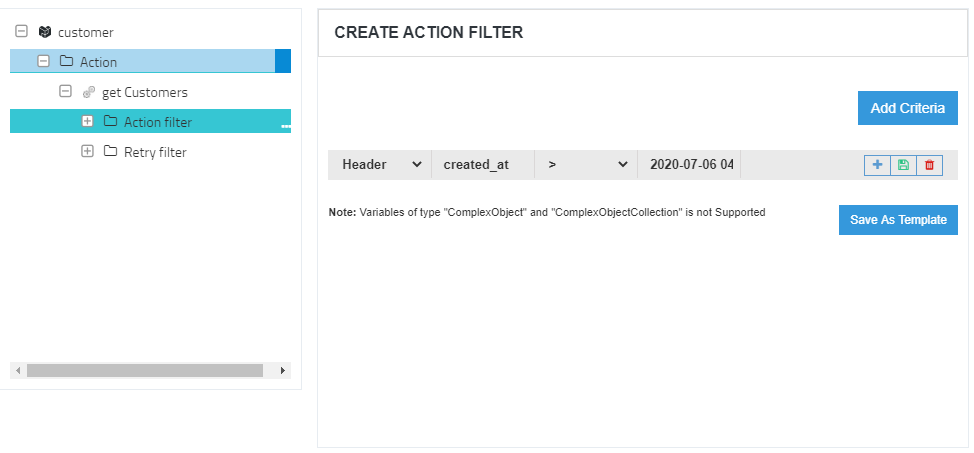 customer
Action
get Customers
Action filter
...
Retry filter
CREATE ACTION FILTER
Add Criteria
Header created_at > 2020-07-06 04
Note: Variables of type "ComplexObject" and "ComplexObjectCollection" is not Supported
Save As Template